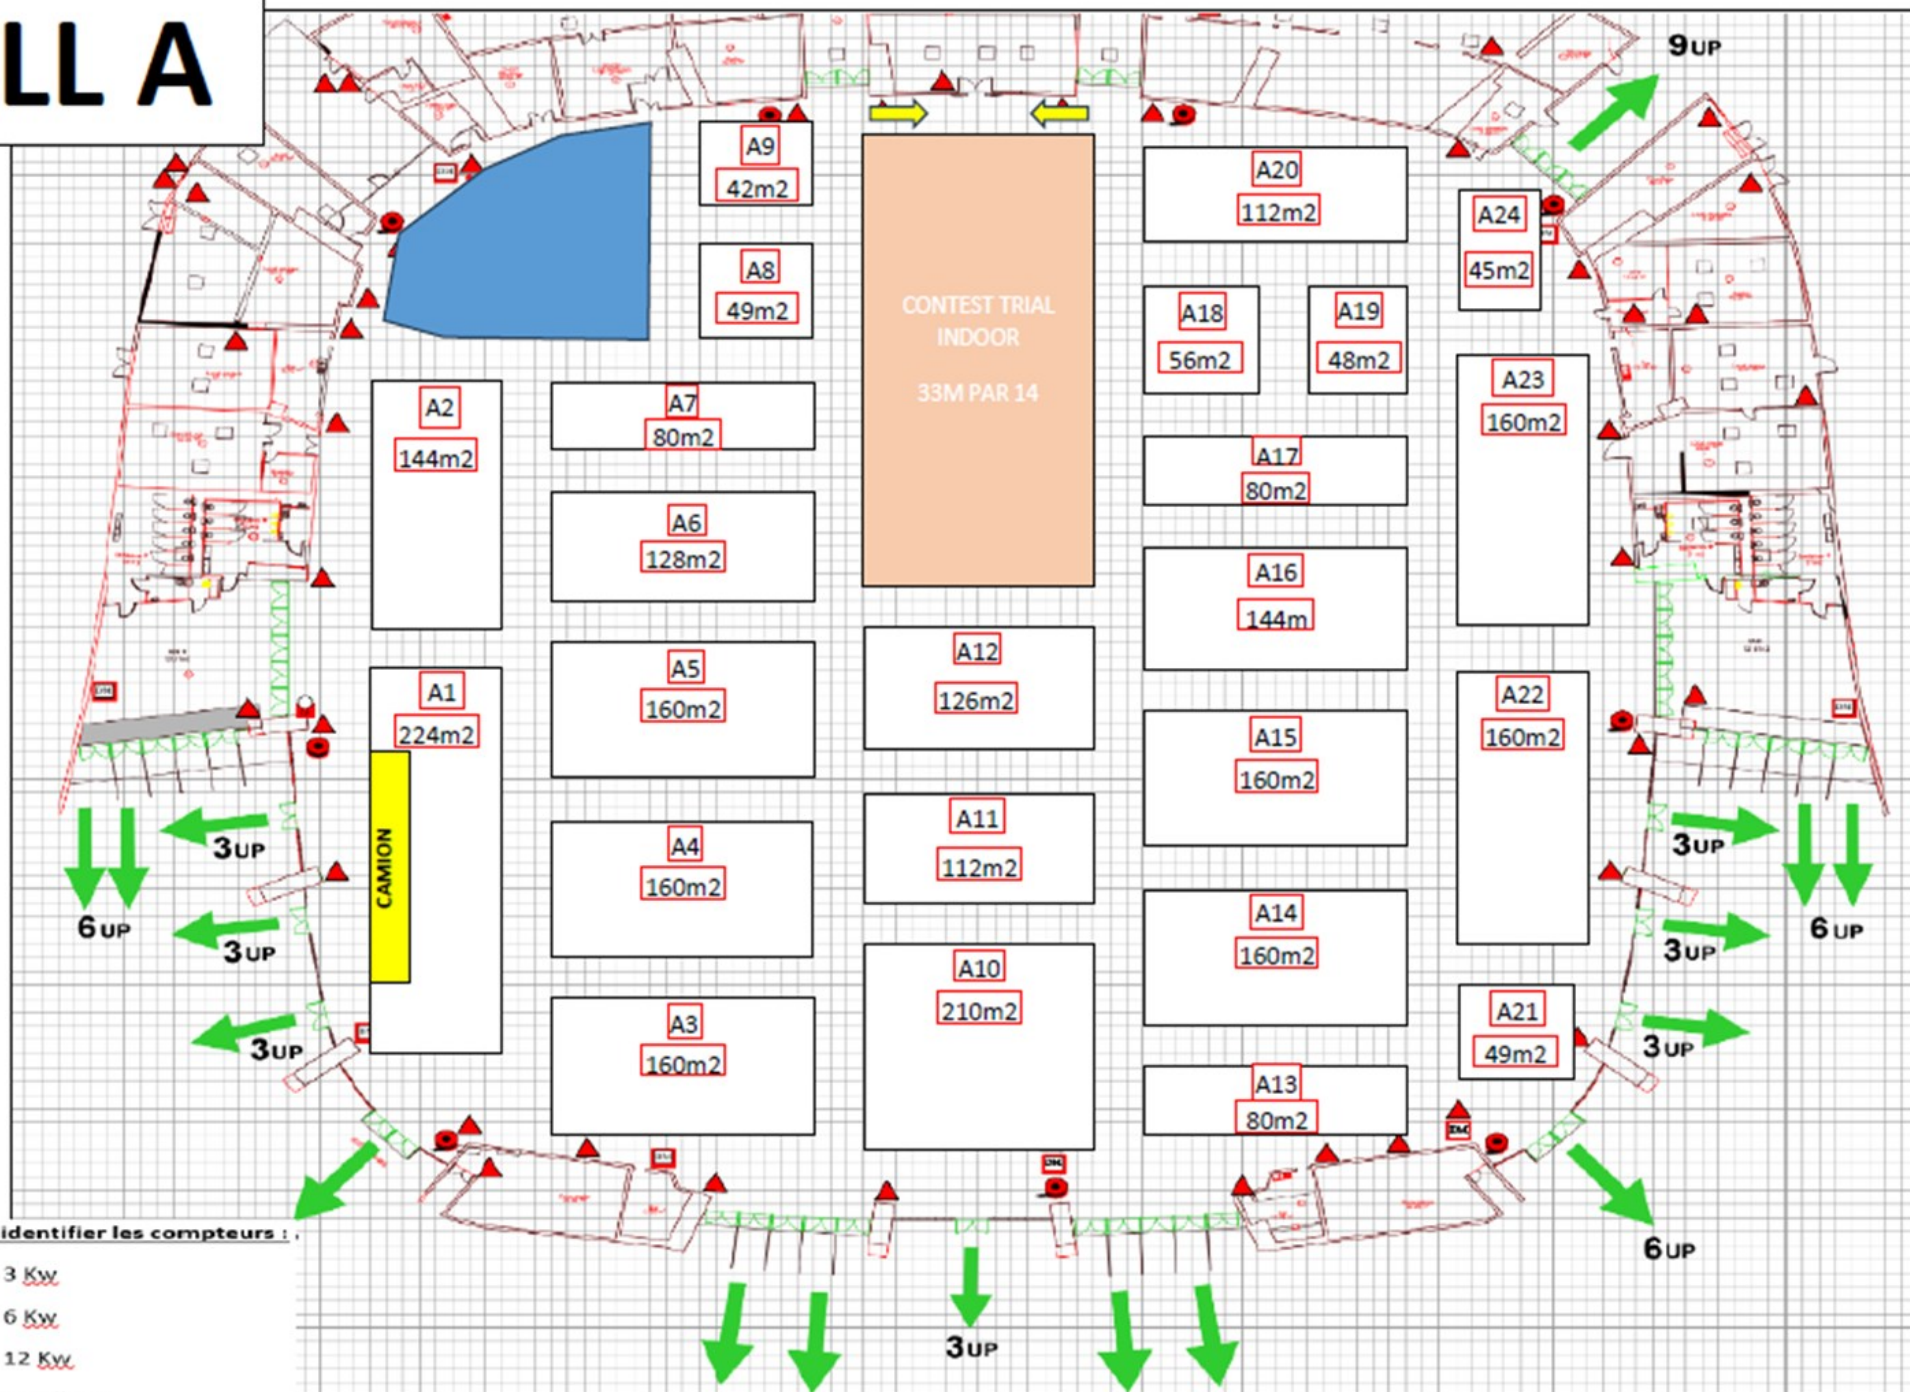 LL A
9UP
A9
42m2
A20
112m2
A24
45m2
A8
49m2
CONTEST TRIAL
INDOOR
33M PAR 14
A18
56m2
A19
48m2
A2
144m2
A7
80m2
A23
160m2
A17
80m2
A6
128m2
A16
144m
A5
160m2
A12
126m2
A1
224m2
A22
160m2
A15
160m2
CAMION
A4
160m2
A11
112m2
3UP
3UP
6UP
6UP
A14
160m2
3UP
3UP
A10
210m2
A3
160m2
A21
49m2
3UP
3UP
A13
80m2
identifier les compteurs :
6UP
3 Kw
6 Kw
3UP
12 Kw